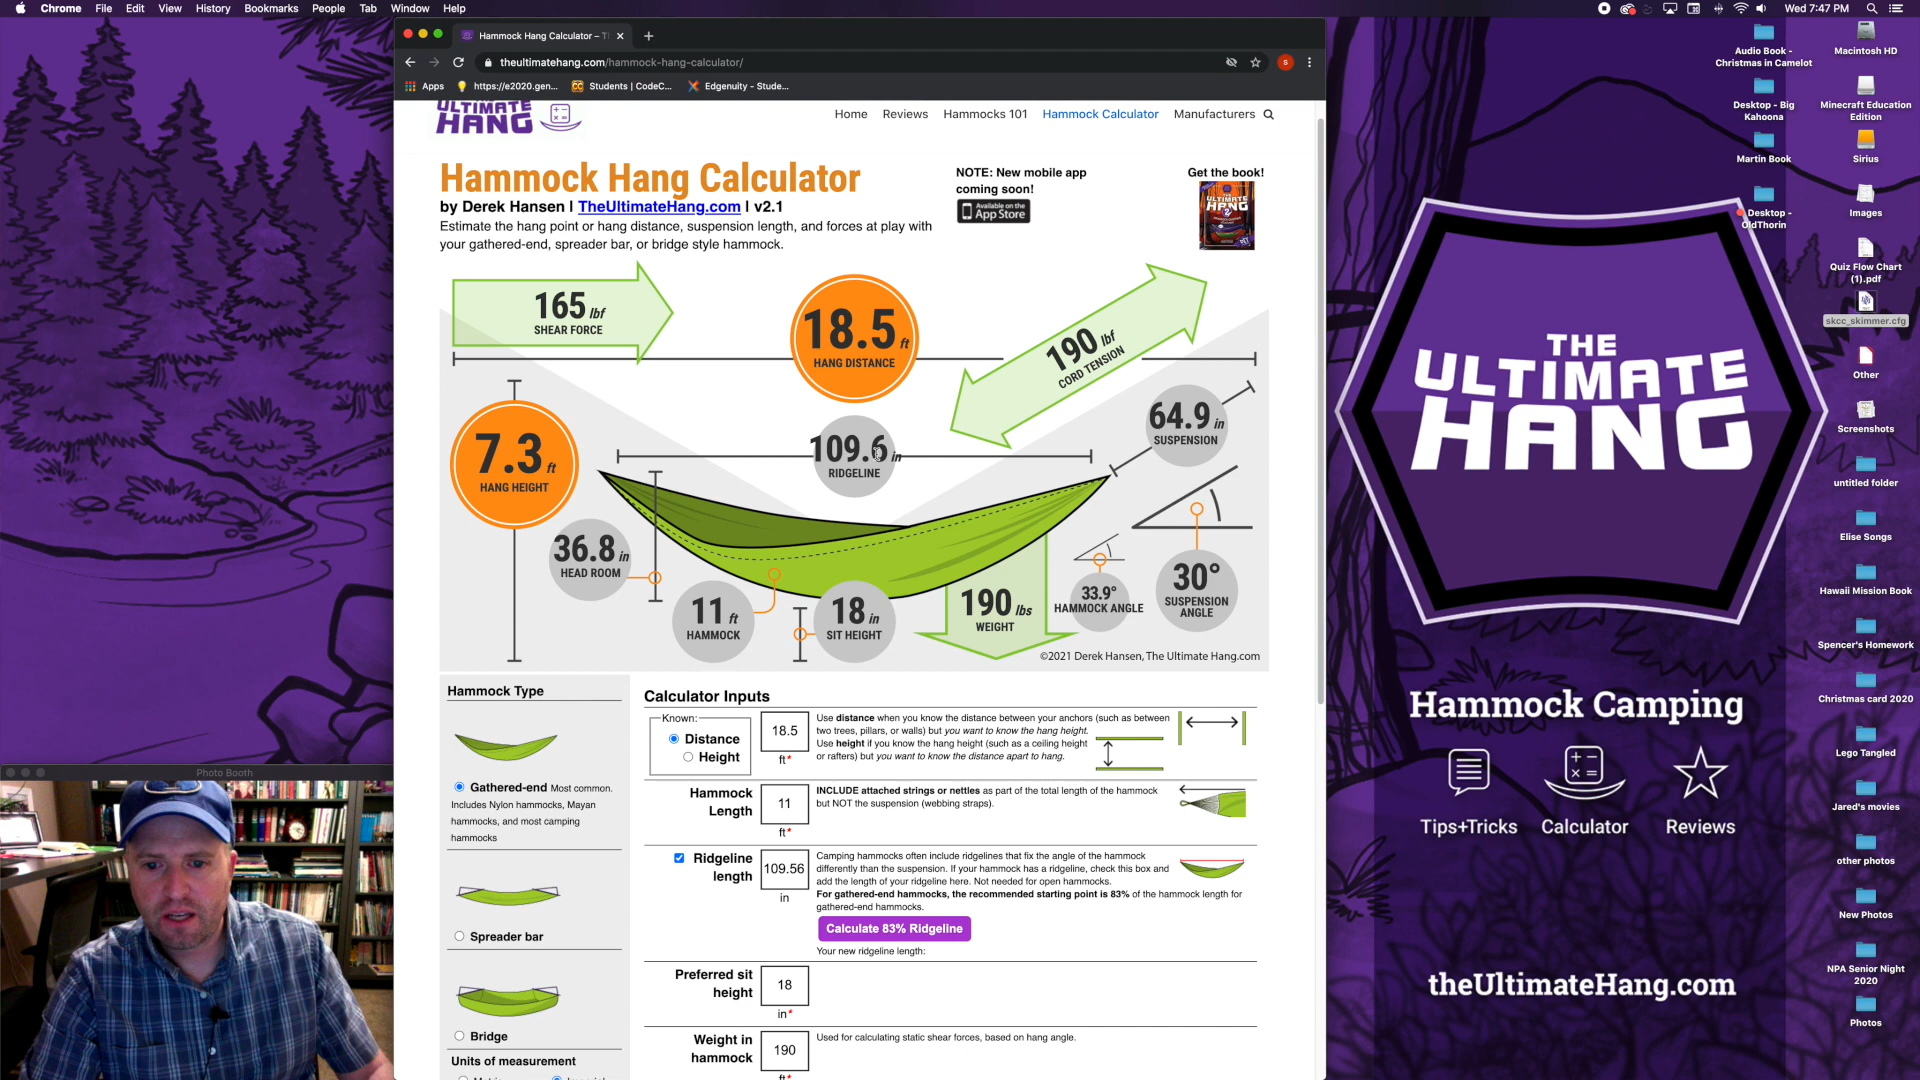 Chrome File Edit View History Bookmarks People Tab Window Help
Wed 7:47 PM
Hammock Hang Calculator – T
theultimatehang.com/hammock-hang-calculator/
S
Apps https://e2020.gen... Students | CodeC... Edgenuity - Stude...
ULTIMATE
HANG
Home Reviews Hammocks 101 Hammock Calculator Manufacturers
Hammock Hang Calculator
by Derek Hansen | TheUltimateHang.com | v2.1
Estimate the hang point or hang distance, suspension length, and forces at play with
your gathered-end, spreader bar, or bridge style hammock.
NOTE: New mobile app
coming soon!
Available on the
App Store
Get the book!
ULTIMATE
HANG
165 lbf
SHEAR FORCE
18.5 ft
HANG DISTANCE
190 lbf
CORD TENSION
7.3 ft
HANG HEIGHT
109.6 in
RIDGELINE
64.9 in
SUSPENSION
36.8 in
HEAD ROOM
11 ft
HAMMOCK
18 in
SIT HEIGHT
190 lbs
WEIGHT
33.9°
HAMMOCK ANGLE
30°
SUSPENSION
ANGLE
©2021 Derek Hansen, The Ultimate Hang.com
Hammock Type
Gathered-end Most common.
Includes Nylon hammocks, Mayan
hammocks, and most camping
hammocks
Spreader bar
Bridge
Units of measurement
Calculator Inputs
Known:
Distance
Height
18.5
ft*
Use distance when you know the distance between your anchors (such as between
two trees, pillars, or walls) but you want to know the hang height.
Use height if you know the hang height (such as a ceiling height
or rafters) but you want to know the distance apart to hang.
Hammock
Length
11
ft*
INCLUDE attached strings or nettles as part of the total length of the hammock
but NOT the suspension (webbing straps).
Ridgeline
length
109.56
in
Camping hammocks often include ridgelines that fix the angle of the hammock
differently than the suspension. If your hammock has a ridgeline, check this box and
add the length of your ridgeline here. Not needed for open hammocks.
For gathered-end hammocks, the recommended starting point is 83% of the hammock length for
gathered-end hammocks.
Calculate 83% Ridgeline
Your new ridgeline length:
Preferred sit
height
18
in*
Weight in
hammock
190
Used for calculating static shear forces, based on hang angle.
Photo Booth
THE
ULTIMATE
HANG
Hammock Camping
Tips+Tricks Calculator Reviews
theUltimateHang.com
Audio Book -
Christmas in Camelot
Desktop - Big
Kahoona
Martin Book
Desktop -
OldThorin
Macintosh HD
Minecraft Education
Edition
Sirius
Images
Quiz Flow Chart
(1).pdf
skcc_skimmer.cfg
Other
Screenshots
untitled folder
Elise Songs
Hawaii Mission Book
Spencer's Homework
Christmas card 2020
Lego Tangled
Jared's movies
other photos
New Photos
NPA Senior Night
2020
Photos